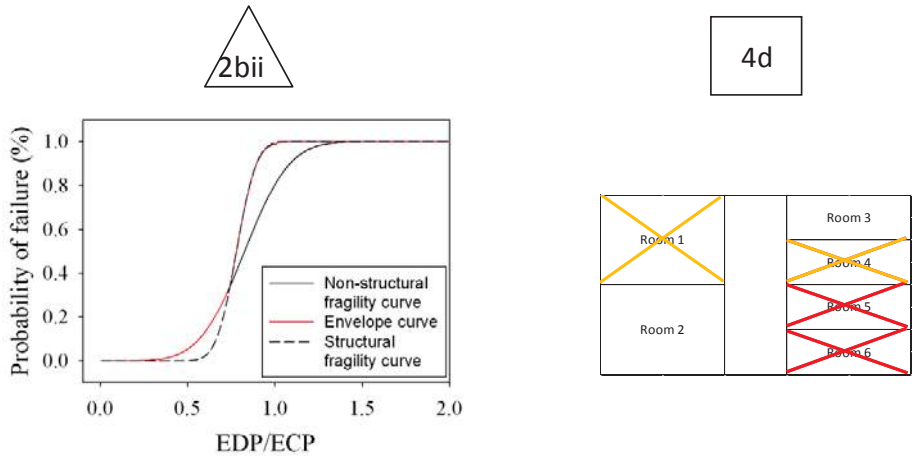 2bii
4d
Probability of failure (%)
1.0
0.8
0.6
0.4
0.2
0.0
Non-structural
fragility curve
Envelope curve
Structural
fragility curve
0.0 0.5 1.0 1.5 2.0
EDP/ECP
Room 1
Room 2
Room 3
Room 4
Room 5
Room 6